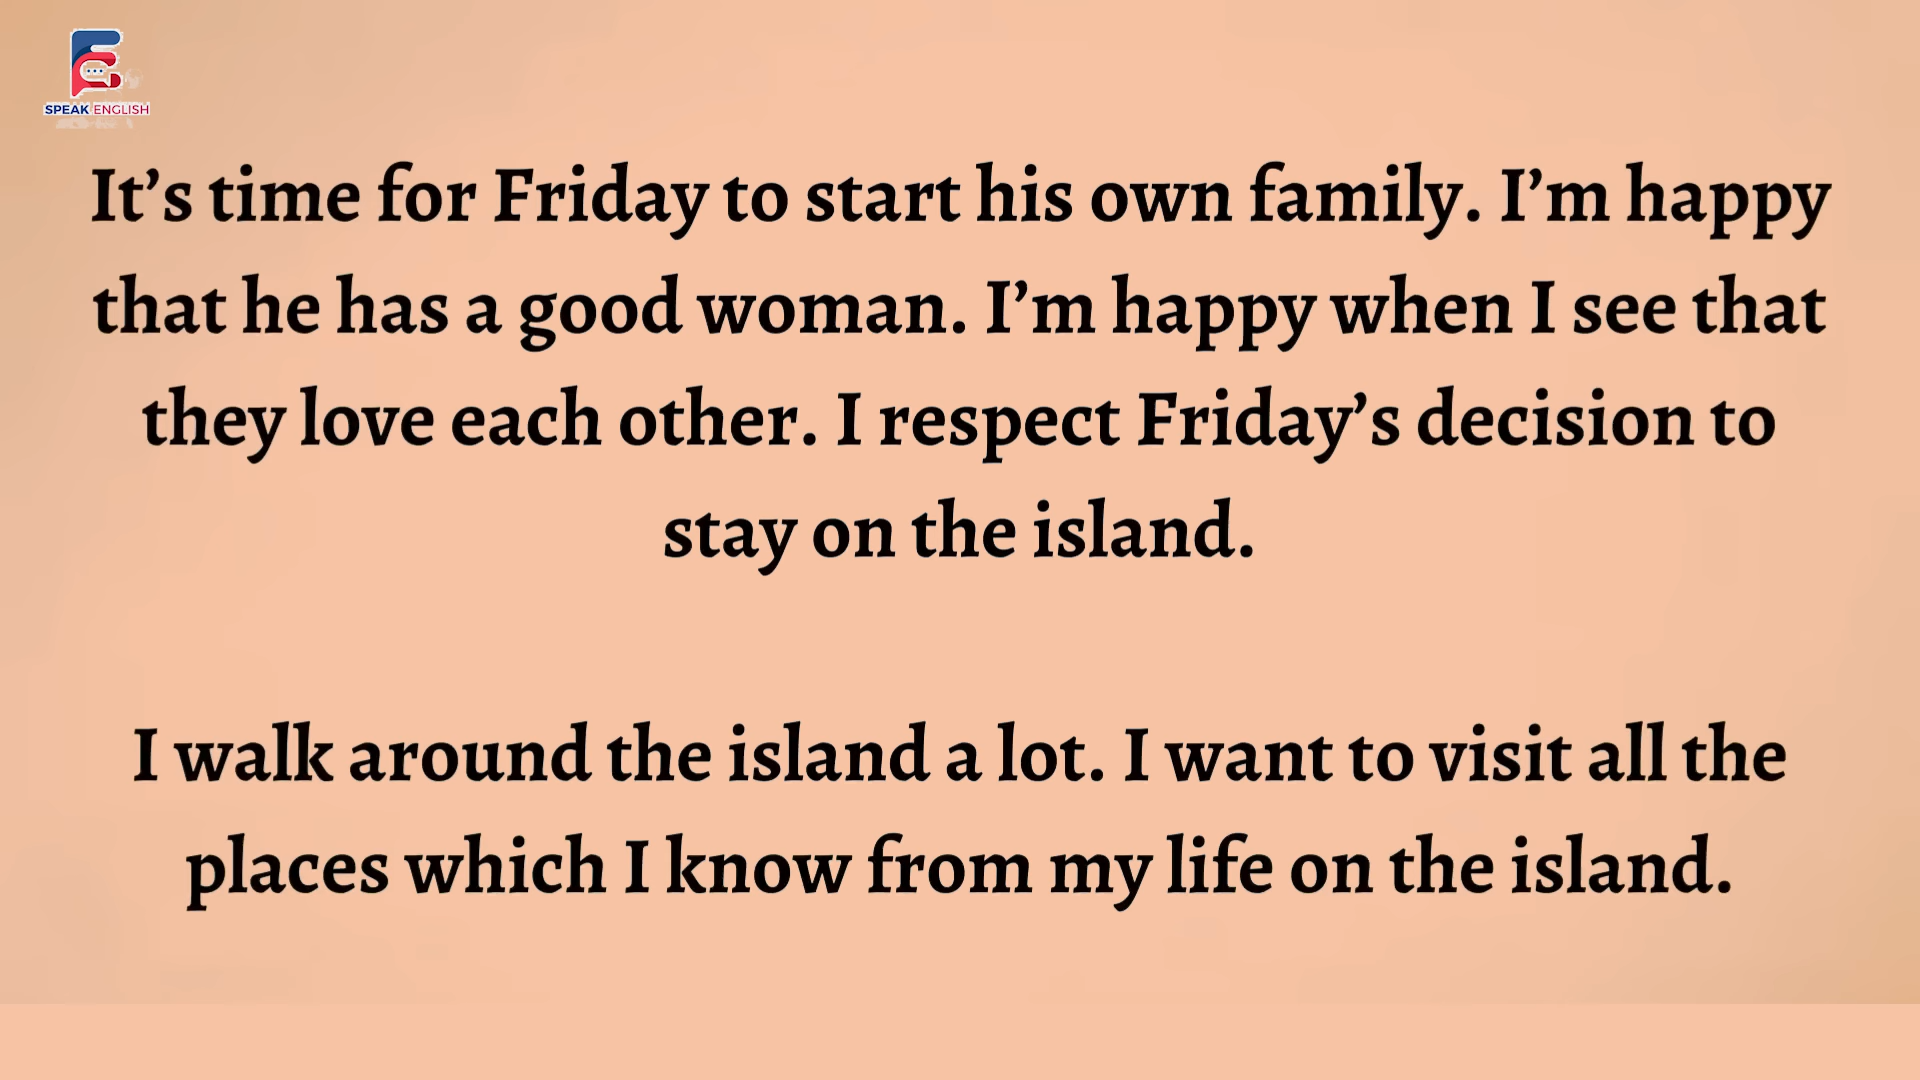 SPEAK ENGLISH
It’s time for Friday to start his own family. I’m happy
that he has a good woman. I’m happy when I see that
they love each other. I respect Friday’s decision to
stay on the island.
I walk around the island a lot. I want to visit all the
places which I know from my life on the island.